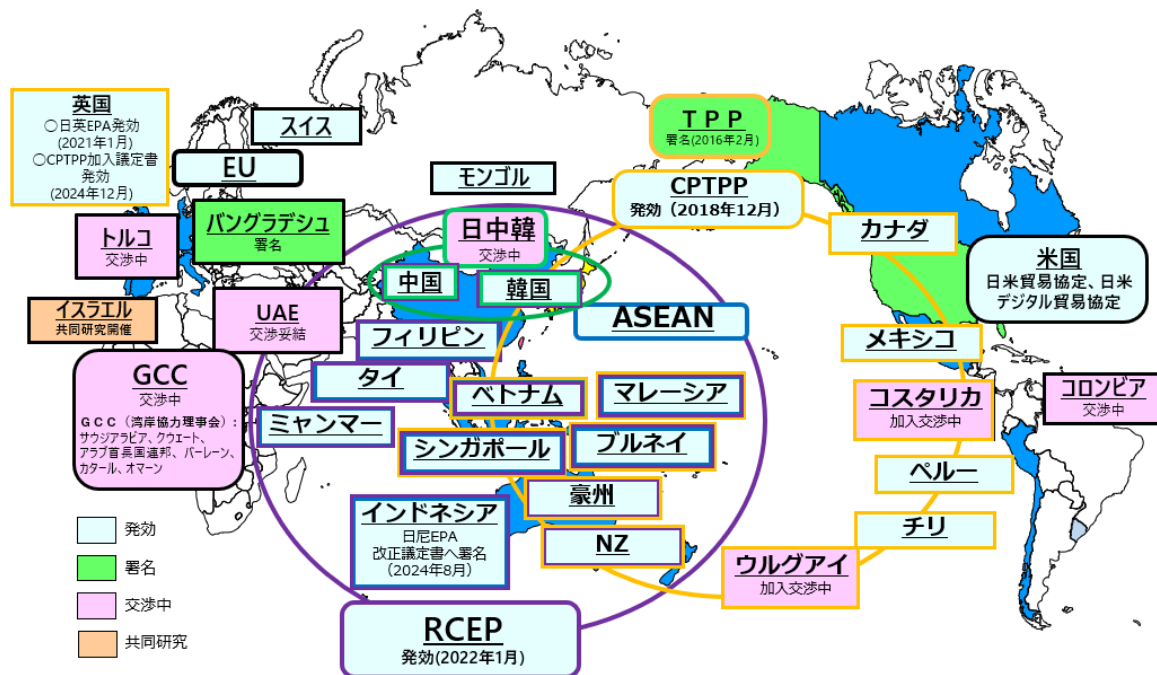 英国
○日英EPA発効
(2021年1月)
○CPTPP加入議定書
発効
(2024年12月)
スイス
EU
モンゴル
TPP
署名(2016年2月)
CPTPP
発効（2018年12月）
カナダ
米国
日米貿易協定、日米
デジタル貿易協定
トルコ
交渉中
バングラデシュ
署名
日中韓
交渉中
中国
韓国
イスラエル
共同研究開催
UAE
交渉妥結
ASEAN
フィリピン
メキシコ
GCC
交渉中
ＧＣＣ（湾岸協力理事会）:
サウジアラビア、クウエート、
アラブ首長国連邦、バーレーン、
カタール、オマーン
タイ
ベトナム
マレーシア
コスタリカ
加入交渉中
コロンビア
交渉中
ミャンマー
シンガポール
ブルネイ
ペルー
豪州
インドネシア
日尼EPA
改正議定書へ署名
（2024年8月）
NZ
チリ
ウルグアイ
加入交渉中
発効
署名
交渉中
共同研究
RCEP
発効(2022年1月)